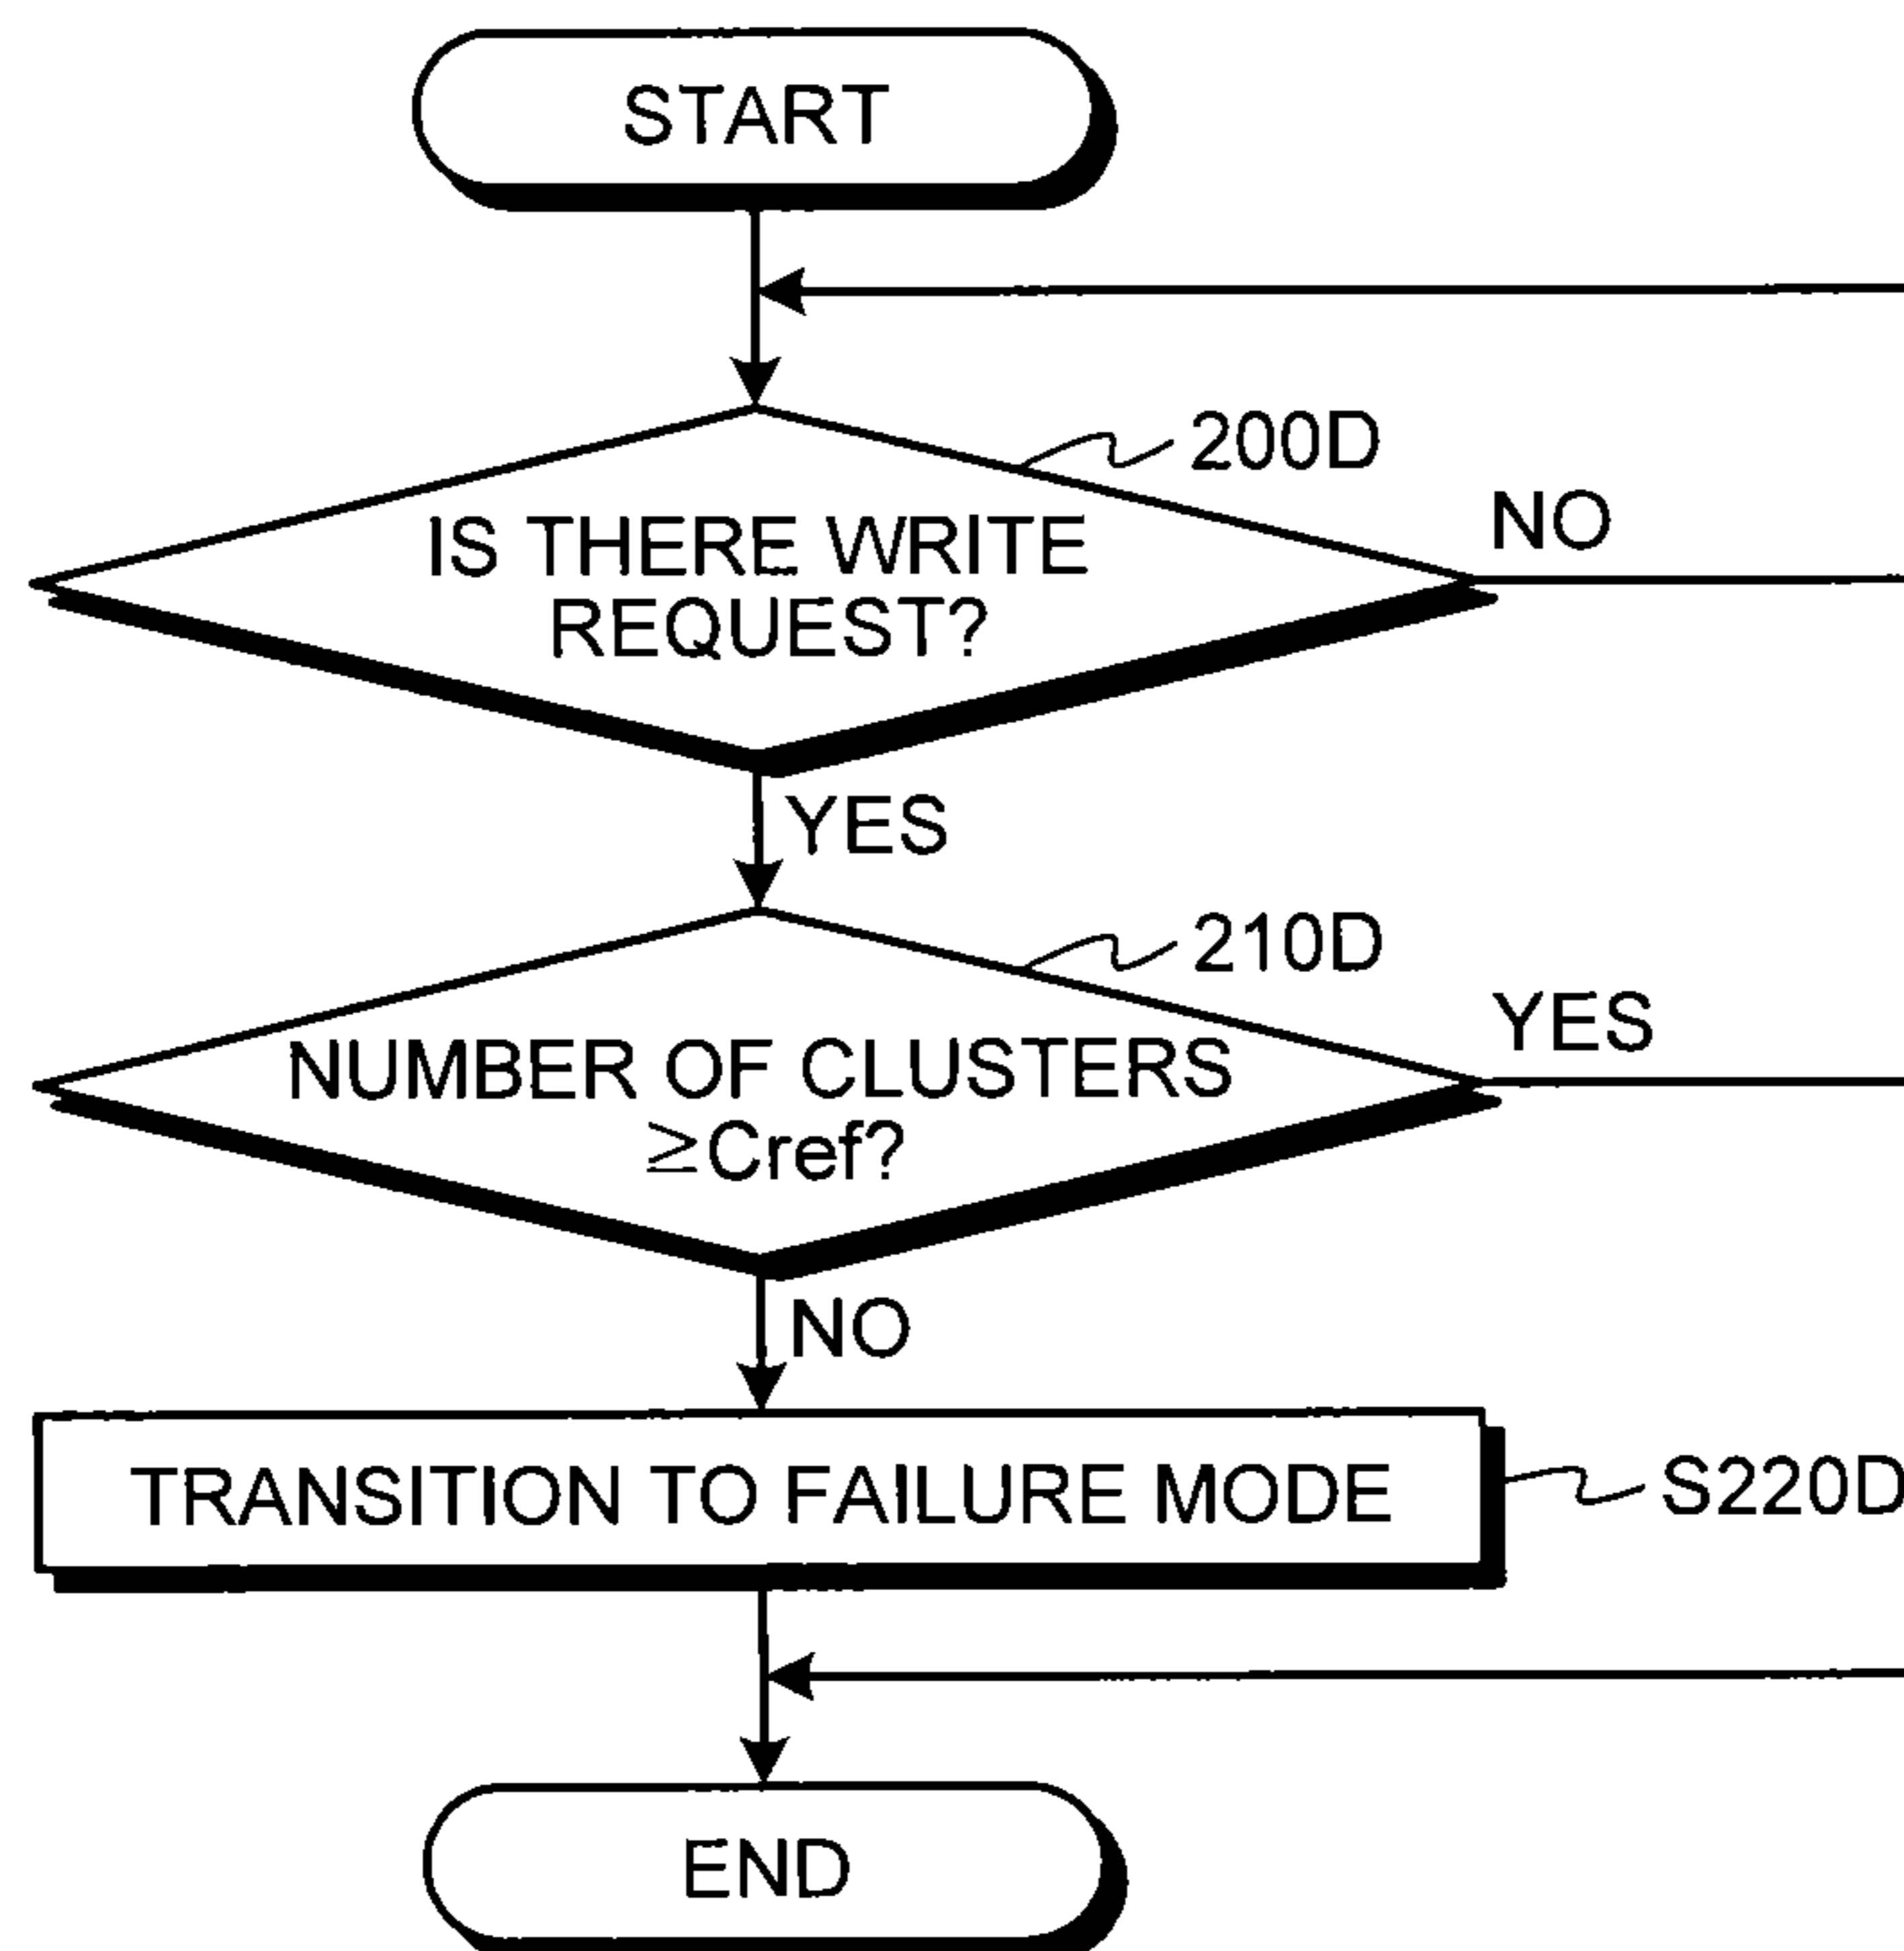 START
200D
NO
IS THERE WRITE
REQUEST?
YES
210D
YES
NUMBER OF CLUSTERS
≥Cref?
NO
TRANSITION TO FAILURE MODE
S220D
END